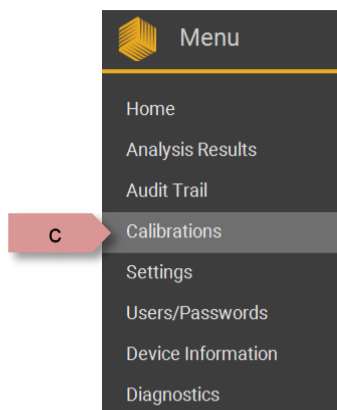 Menu
Home
Analysis Results
Audit Trail
C
Calibrations
Settings
Users/Passwords
Device Information
Diagnostics